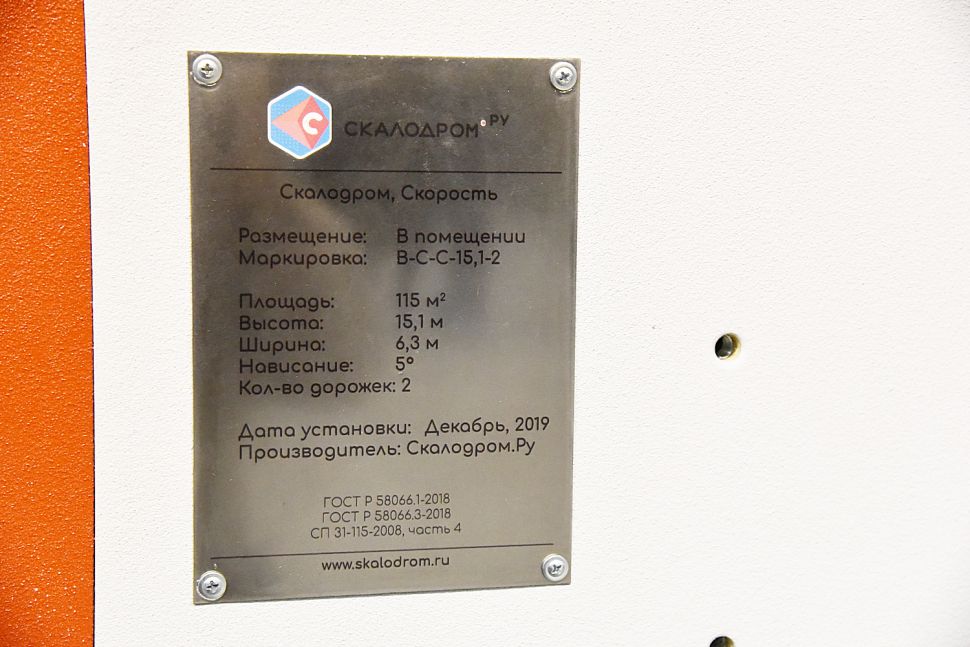 С
СКАЛОДРОМ.РУ
Скалодром, Скорость
Размещение: В помещении
Маркировка: В-С-С-15,1-2
Площадь: 115 м²
Высота: 15,1 м
Ширина: 6,3 м
Нависание: 5°
Кол-во дорожек: 2
Дата установки: Декабрь, 2019
Производитель: Скалодром.Ру
ГОСТ Р 58066.1-2018
ГОСТ Р 58066.3-2018
СП 31-115-2008, часть 4
www.skalodrom.ru